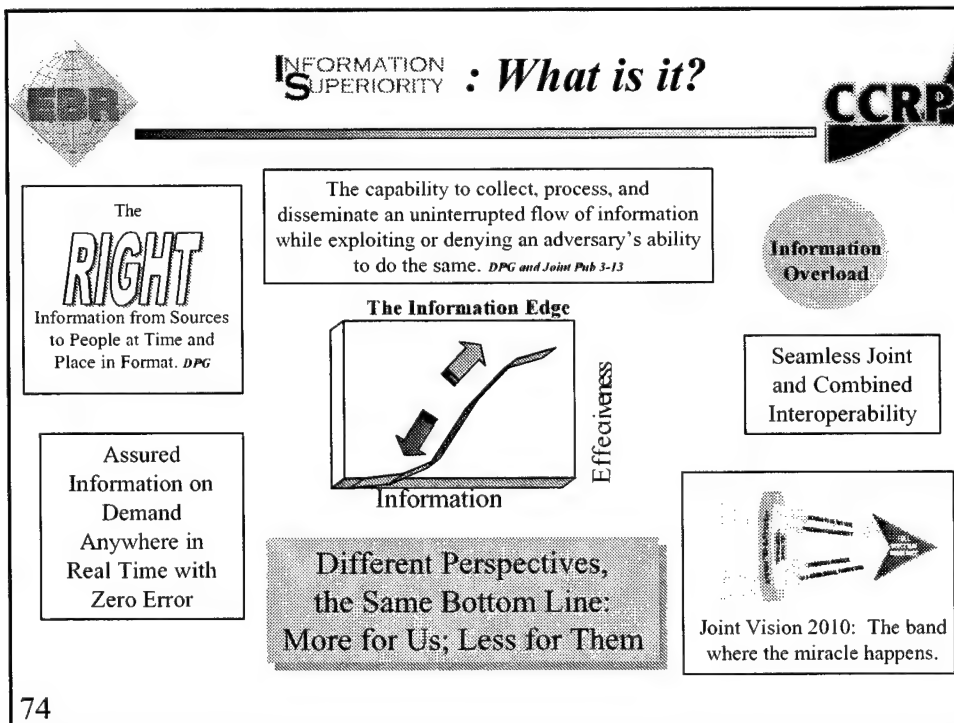 EBR
INFORMATION
SUPERIORITY : What is it?
CCRP
The
RIGHT
Information from Sources
to People at Time and
Place in Format. DPG
The capability to collect, process, and
disseminate an uninterrupted flow of information
while exploiting or denying an adversary's ability
to do the same. DPG and Joint Pub 3-13
Information
Overload
The Information Edge
Effectiveness
Information
Seamless Joint
and Combined
Interoperability
Assured
Information on
Demand
Anywhere in
Real Time with
Zero Error
Different Perspectives,
the Same Bottom Line:
More for Us; Less for Them
Joint Vision 2010: The band
where the miracle happens.
74